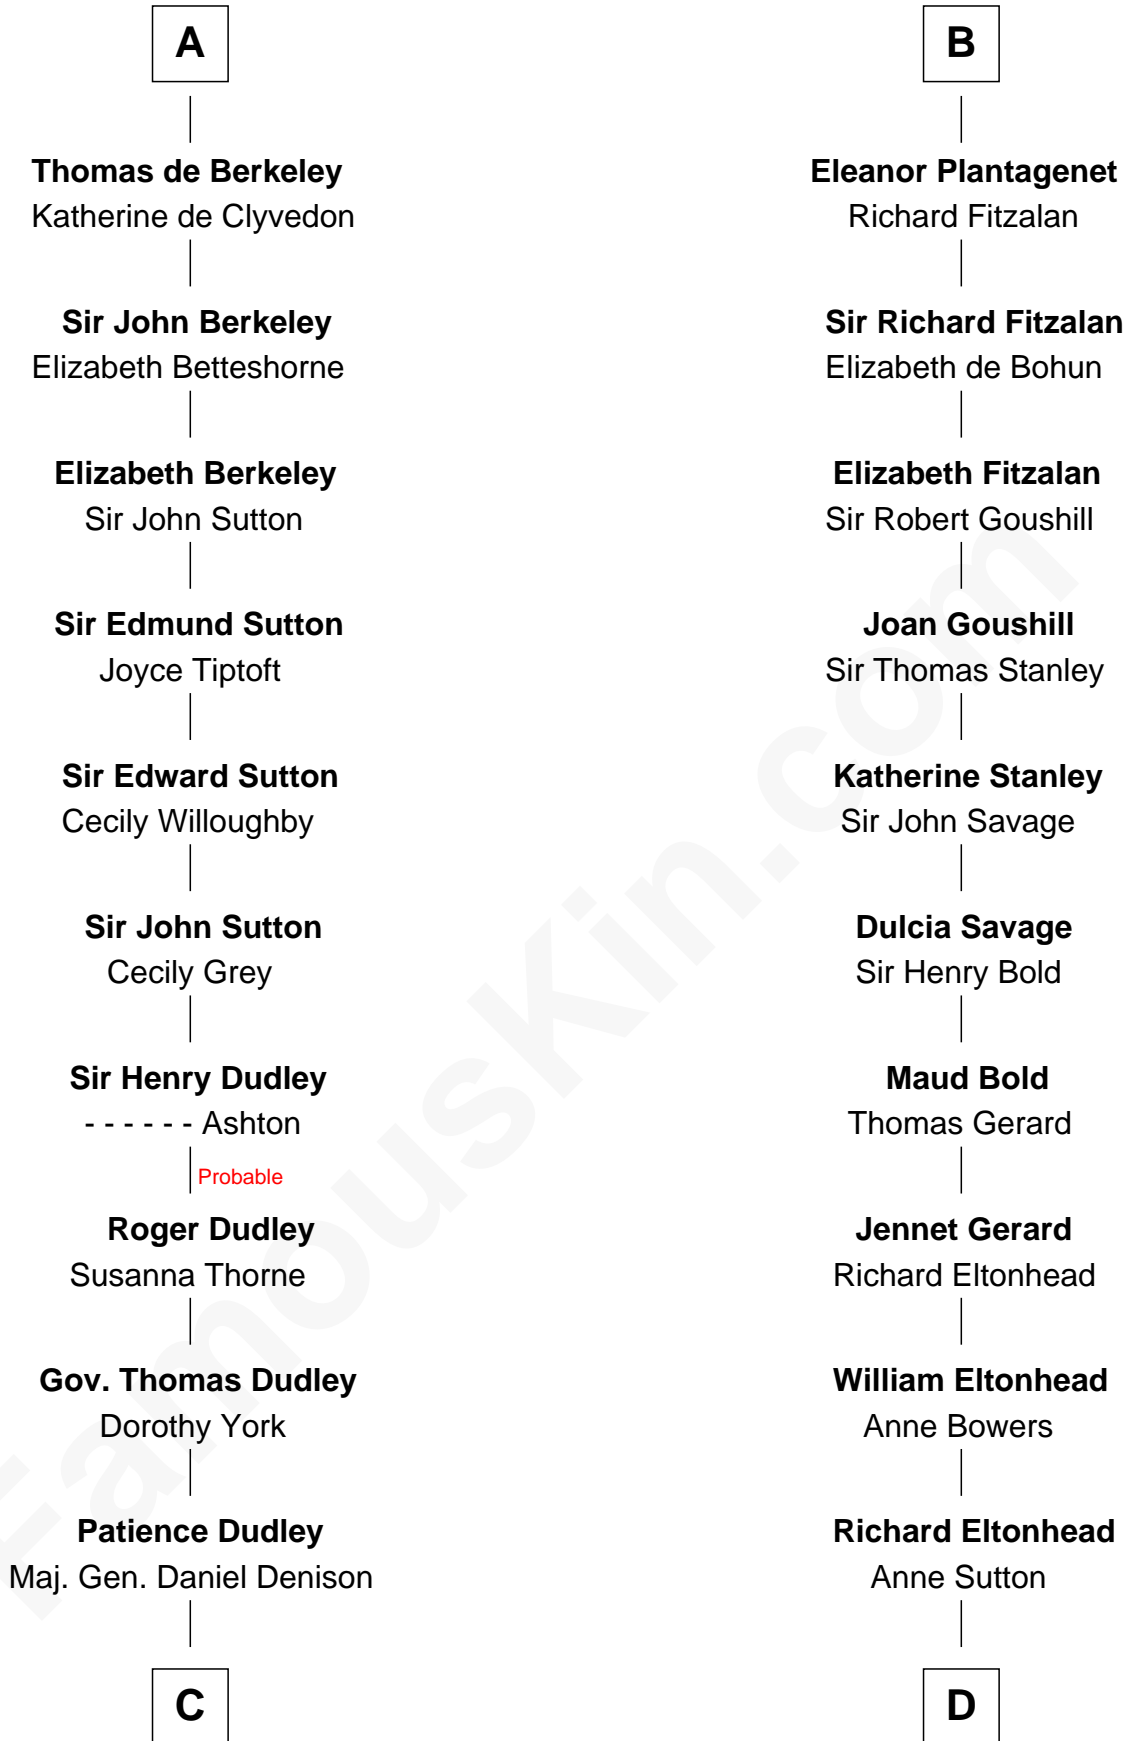 A
Thomas de Berkeley
Katherine de Clyvedon
Sir John Berkeley
Elizabeth Betteshorne
Elizabeth Berkeley
Sir John Sutton
Sir Edmund Sutton
Joyce Tiptoft
Sir Edward Sutton
Cecily Willoughby
Sir John Sutton
Cecily Grey
Sir Henry Dudley
- - - - - - Ashton
Probable
Roger Dudley
Susanna Thorne
Gov. Thomas Dudley
Dorothy York
Patience Dudley
Maj. Gen. Daniel Denison
C
B
Eleanor Plantagenet
Richard Fitzalan
Sir Richard Fitzalan
Elizabeth de Bohun
Elizabeth Fitzalan
Sir Robert Goushill
Joan Goushill
Sir Thomas Stanley
Katherine Stanley
Sir John Savage
Dulcia Savage
Sir Henry Bold
Maud Bold
Thomas Gerard
Jennet Gerard
Richard Eltonhead
William Eltonhead
Anne Bowers
Richard Eltonhead
Anne Sutton
D
FamousKin.com